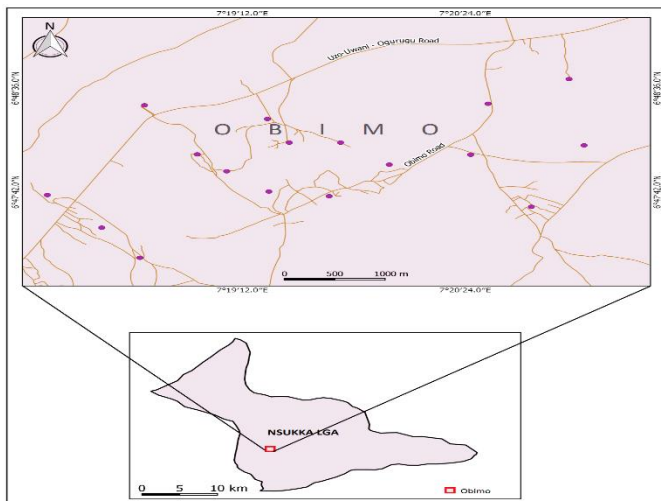 7°19'12.0"E 7°20'24.0"E
N
Uzo-Uwani - Ogurugu Road
6°48'36.0"N 6°48'36.0"N
O B I M O
Obimo Road
6°47'42.0"N 6°47'42.0"N
0 500 1000 m
7°19'12.0"E 7°20'24.0"E
NSUKKA LGA
0 5 10 km
Obimo